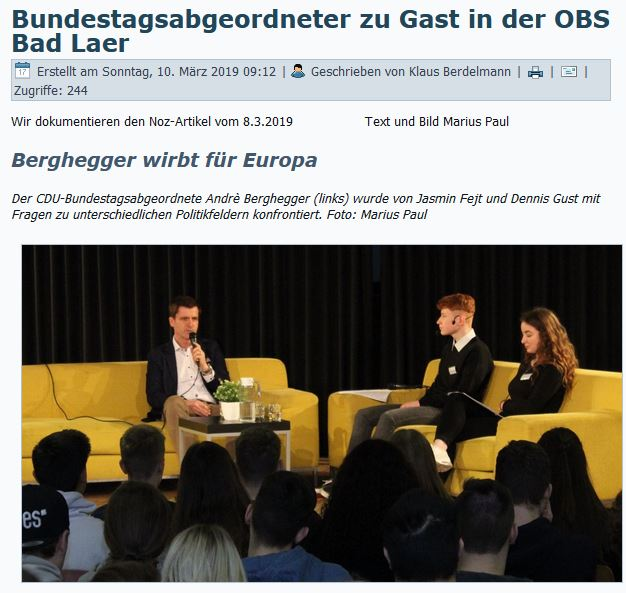 Bundestagsabgeordneter zu Gast in der OBS
Bad Laer
17 Erstellt am Sonntag, 10. März 2019 09:12 | Geschrieben von Klaus Berdelmann | | |
Zugriffe: 244
Wir dokumentieren den Noz-Artikel vom 8.3.2019 Text und Bild Marius Paul
Berghegger wirbt für Europa
Der CDU-Bundestagsabgeordnete Andrè Berghegger (links) wurde von Jasmin Fejt und Dennis Gust mit
Fragen zu unterschiedlichen Politikfeldern konfrontiert. Foto: Marius Paul